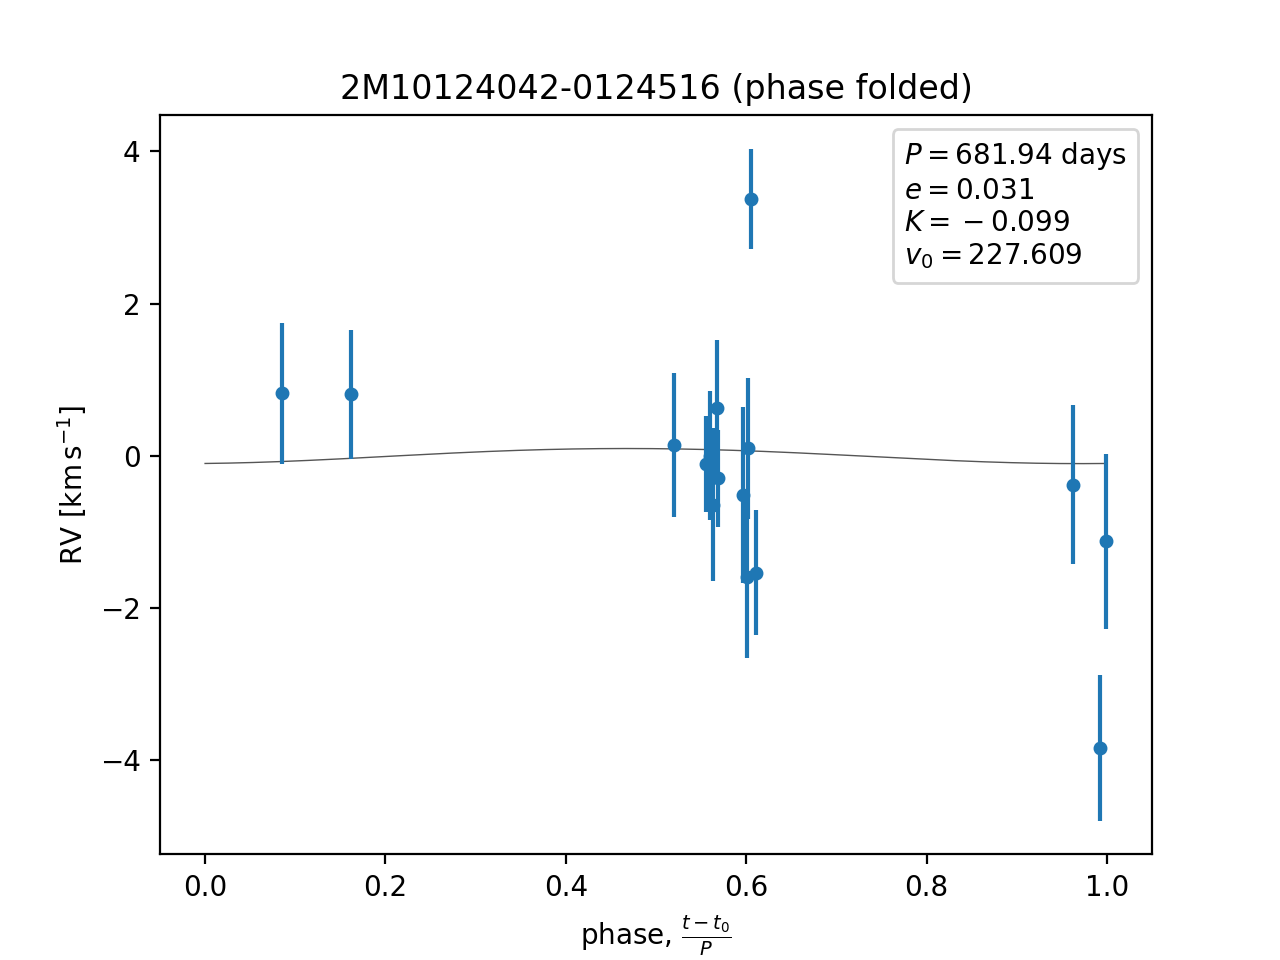 2M10124042-0124516 (phase folded)
P = 681.94 days
e = 0.031
K = −0.099
v₀ = 227.609
4
2
0
−2
−4
RV [km s⁻¹]
0.0 0.2 0.4 0.6 0.8 1.0
phase, (t − t₀)/P